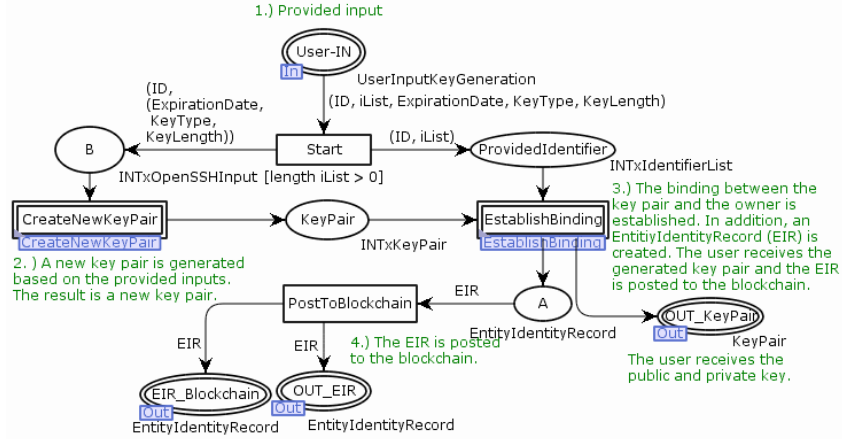 1.) Provided input
User-IN
In
UserInputKeyGeneration
(ID,
(ExpirationDate,
KeyType,
KeyLength))
(ID, iList, ExpirationDate, KeyType, KeyLength)
B
Start
(ID, iList)
ProvidedIdentifier
INTxOpenSSHInput [length iList > 0]
INTxIdentifierList
CreateNewKeyPair
CreateNewKeyPair
KeyPair
INTxKeyPair
EstablishBinding
EstablishBinding
3.) The binding between the
key pair and the owner is
established. In addition, an
EntitiyIdentityRecord (EIR) is
created. The user receives the
generated key pair and the EIR
is posted to the blockchain.
2. ) A new key pair is generated
based on the provided inputs.
The result is a new key pair.
PostToBlockchain
EIR
A
EntityIdentityRecord
OUT_KeyPair
Out
KeyPair
EIR
EIR
4.) The EIR is posted
to the blockchain.
The user receives the
public and private key.
EIR_Blockchain
Out
EntityIdentityRecord
OUT_EIR
Out
EntityIdentityRecord